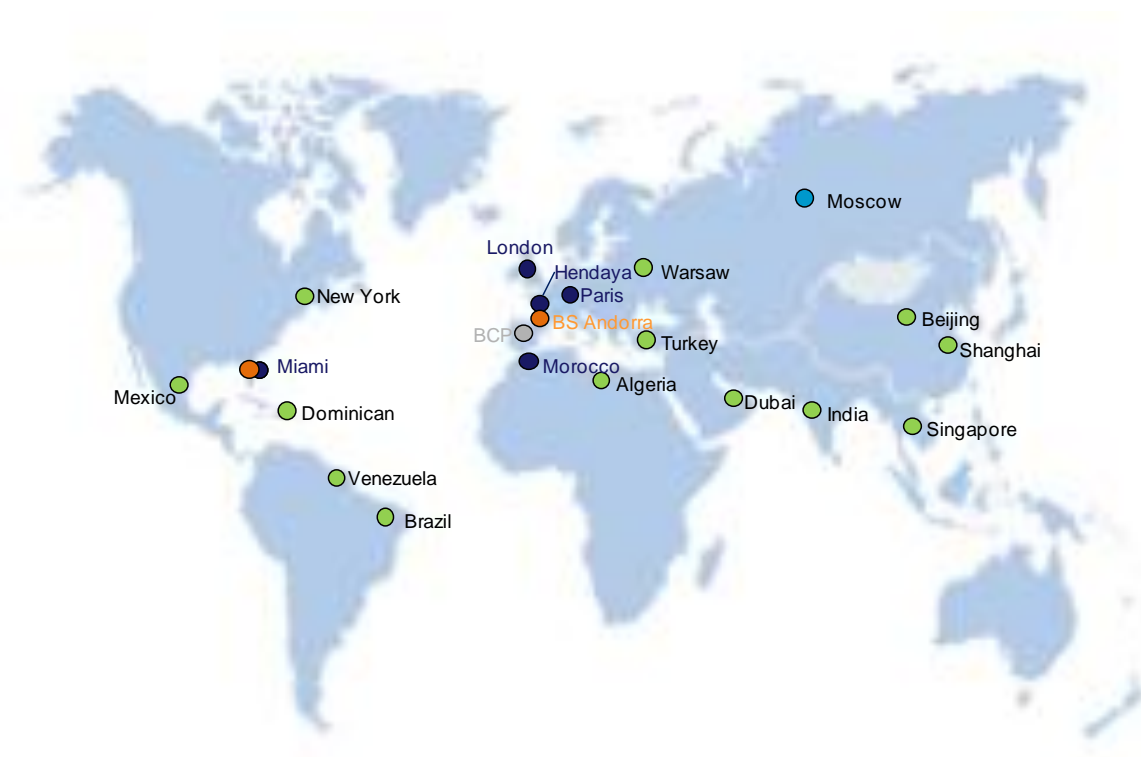 Moscow
London
Hendaya
Warsaw
Paris
New York
BS Andorra
Beijing
BCP
Turkey
Shanghai
Miami
Morocco
Algeria
Mexico
Dubai
India
Dominican
Singapore
Venezuela
Brazil